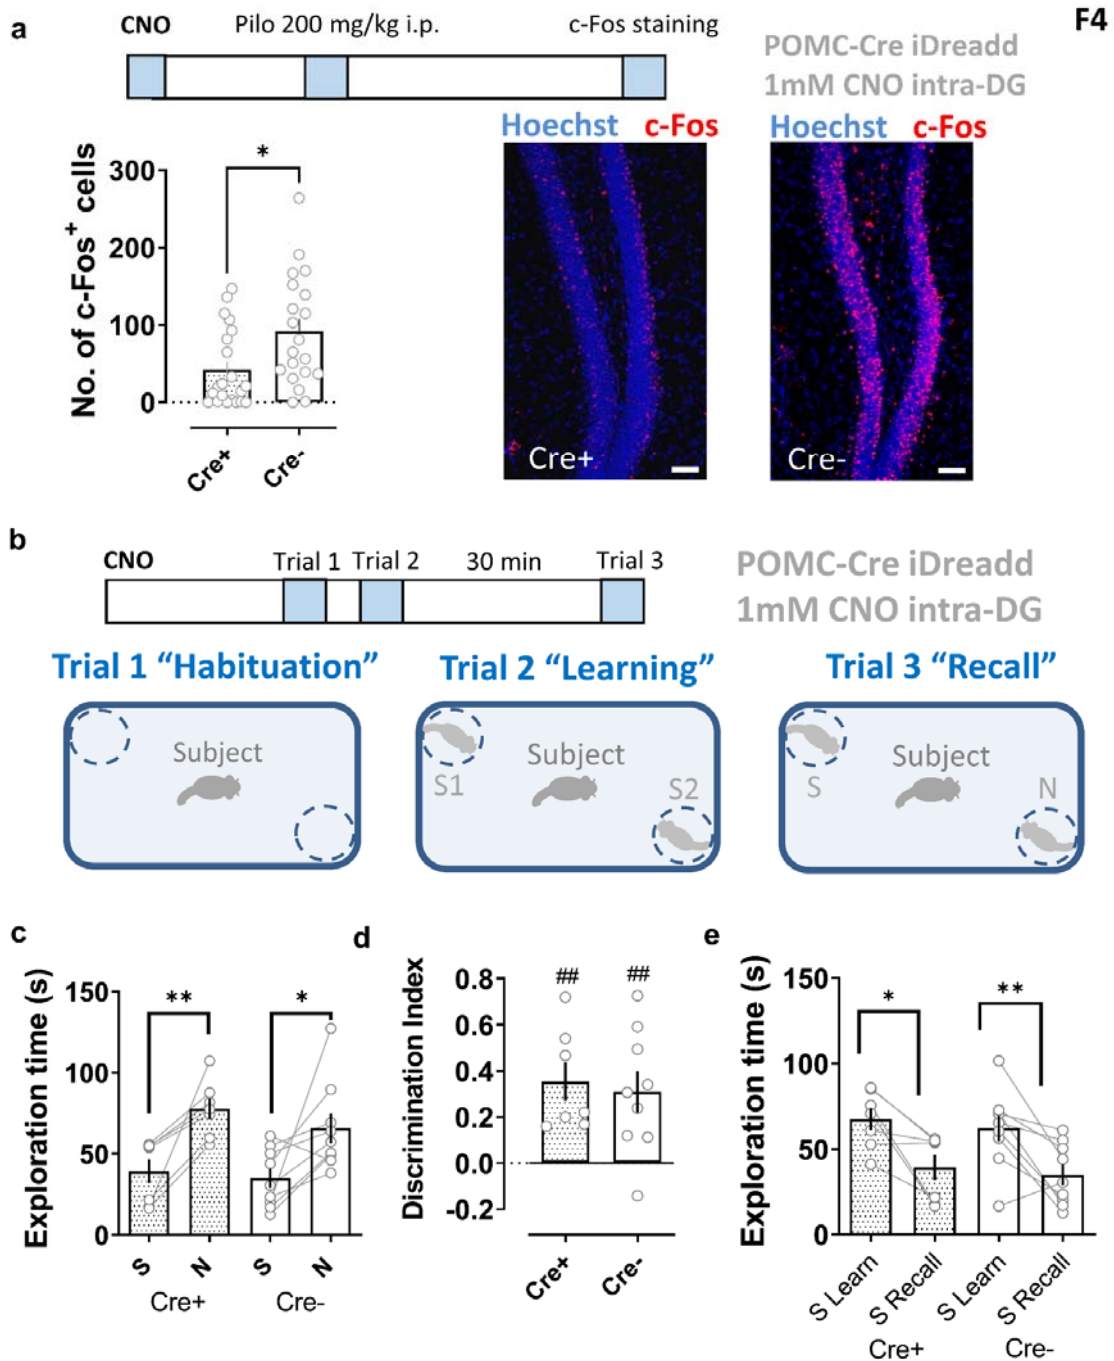 a
F4
CNO Pilo 200 mg/kg i.p. c-Fos staining
POMC-Cre iDreadd
1mM CNO intra-DG
Hoechst c-Fos
Hoechst c-Fos
No. of c-Fos+ cells
300
200
100
0
*
Cre+
Cre-
Cre+
Cre-
b
CNO Trial 1 Trial 2 30 min Trial 3
POMC-Cre iDreadd
1mM CNO intra-DG
Trial 1 “Habituation”
Trial 2 “Learning”
Trial 3 “Recall”
Subject
S1
Subject
S2
S
Subject
N
c
Exploration time (s)
150
100
50
0
**
*
S
N
S
N
Cre+
Cre-
d
Discrimination Index
0.8
0.6
0.4
0.2
0.0
-0.2
##
##
Cre+
Cre-
e
Exploration time (s)
150
100
50
0
*
**
S Learn
S Recall
S Learn
S Recall
Cre+
Cre-